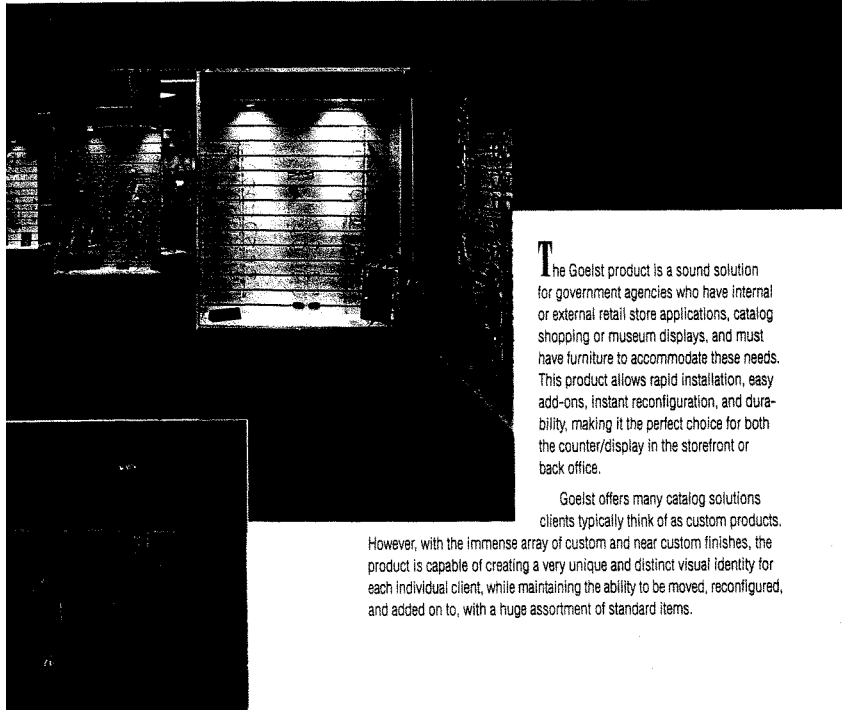 The Goelst product is a sound solution
for government agencies who have internal
or external retail store applications, catalog
shopping or museum displays, and must
have furniture to accommodate these needs.
This product allows rapid installation, easy
add-ons, instant reconfiguration, and dura-
bility, making it the perfect choice for both
the counter/display in the storefront or
back office.
Goelst offers many catalog solutions
clients typically think of as custom products.
However, with the immense array of custom and near custom finishes, the
product is capable of creating a very unique and distinct visual identity for
each individual client, while maintaining the ability to be moved, reconfigured,
and added on to, with a huge assortment of standard items.